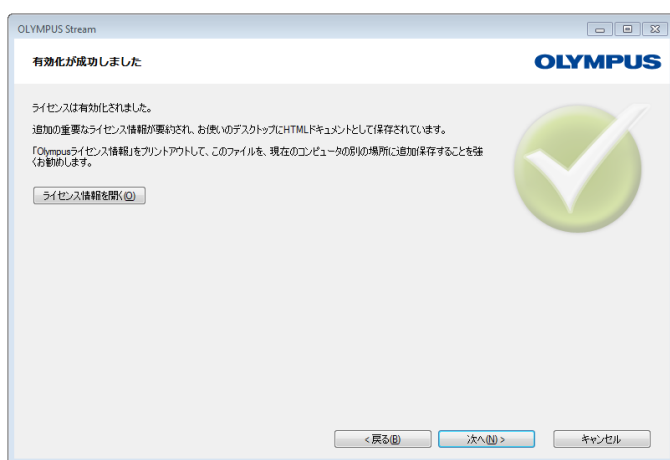 OLYMPUS Stream
有効化が成功しました
OLYMPUS
ライセンスは有効化されました。
追加の重要なライセンス情報が要約され、お使いのデスクトップにHTMLドキュメントとして保存されています。
「Olympusライセンス情報」をプリントアウトして、このファイルを、現在のコンピュータの別の場所に追加保存することを強
くお勧めします。
ライセンス情報を開く(O)
< 戻る(B)
次へ(N) >
キャンセル